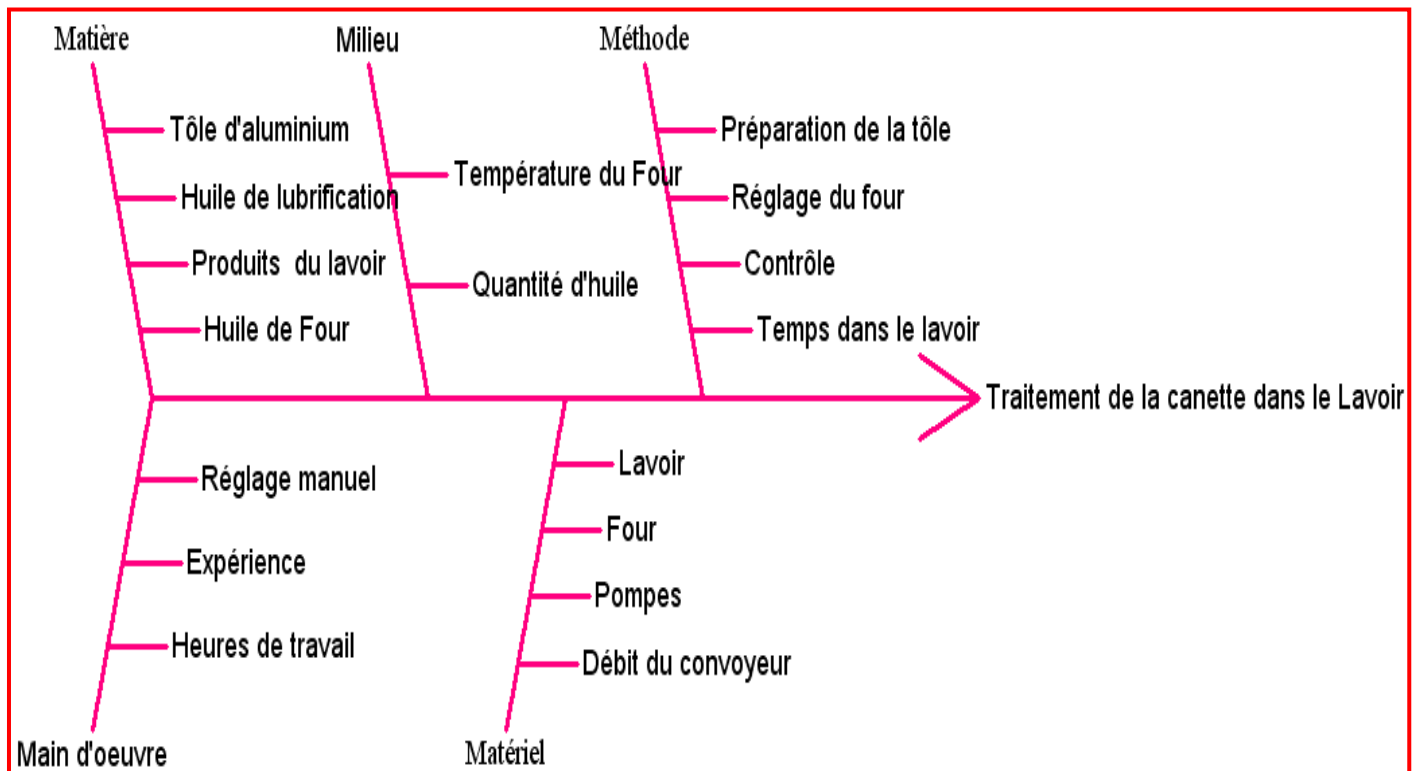 Matière
Milieu
Méthode
Tôle d'aluminium
Huile de lubrification
Produits du lavoir
Huile de Four
Température du Four
Quantité d'huile
Préparation de la tôle
Réglage du four
Contrôle
Temps dans le lavoir
Traitement de la canette dans le Lavoir
Réglage manuel
Expérience
Heures de travail
Main d'oeuvre
Lavoir
Four
Pompes
Débit du convoyeur
Matériel